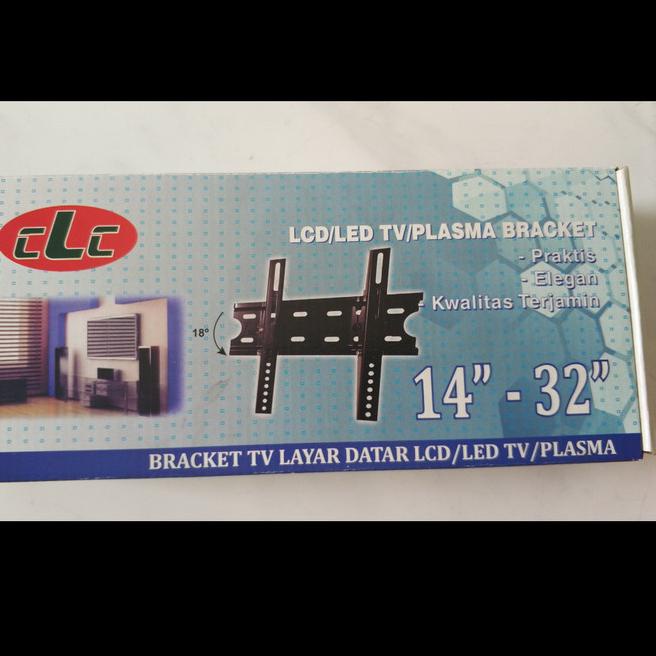 cLc
LCD/LED TV/PLASMA BRACKET
- Praktis
- Elegan
- Kwalitas Terjamin
18°
14" - 32"
BRACKET TV LAYAR DATAR LCD/LED TV/PLASMA